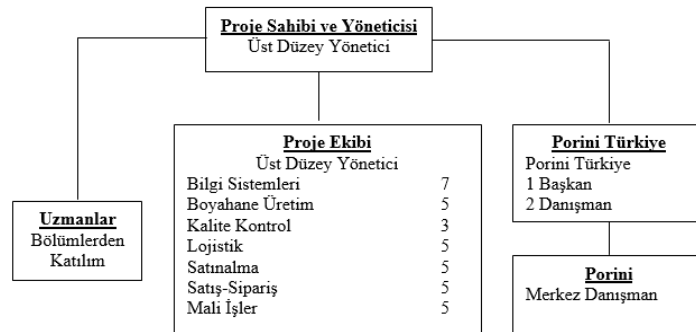 Proje Sahibi ve Yöneticisi
Üst Düzey Yönetici
Uzmanlar
Bölümlerden
Katılım
Proje Ekibi
Üst Düzey Yönetici
Bilgi Sistemleri 7
Boyahane Üretim 5
Kalite Kontrol 3
Lojistik 5
Satınalma 5
Satış-Sipariş 5
Mali İşler 5
Porini Türkiye
Porini Türkiye
1 Başkan
2 Danışman
Porini
Merkez Danışman